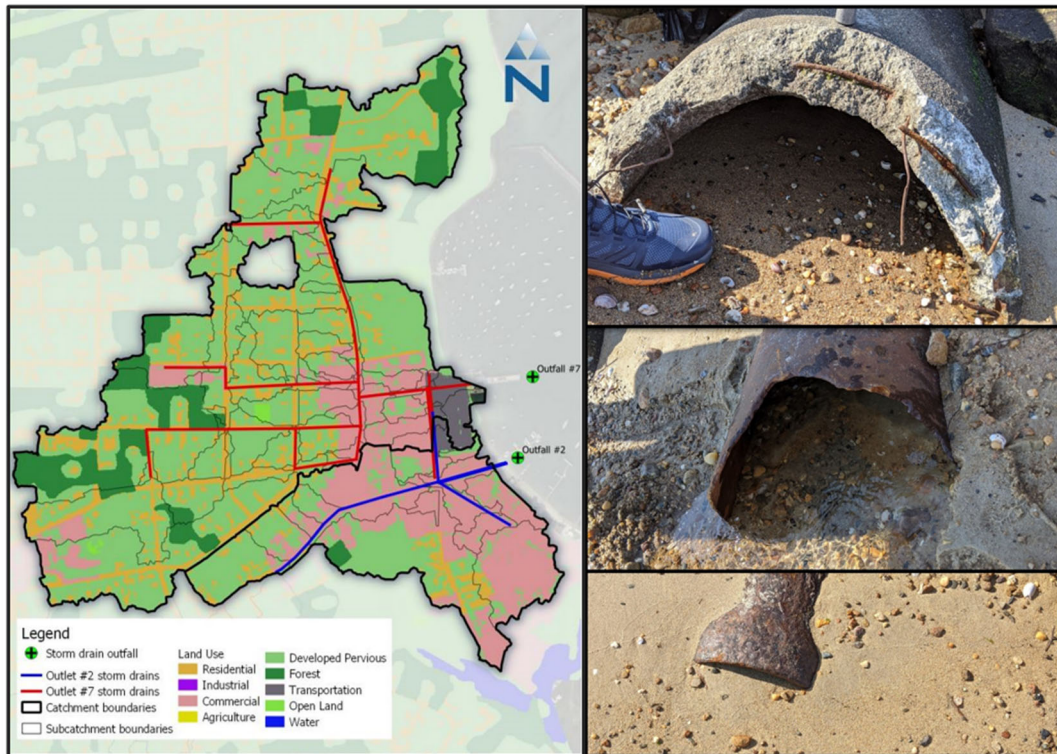 N
Outfall #7
Outfall #2
Legend
Storm drain outfall
Outlet #2 storm drains
Outlet #7 storm drains
Catchment boundaries
Subcatchment boundaries
Land Use
Residential
Industrial
Commercial
Agriculture
Developed Pervious
Forest
Transportation
Open Land
Water